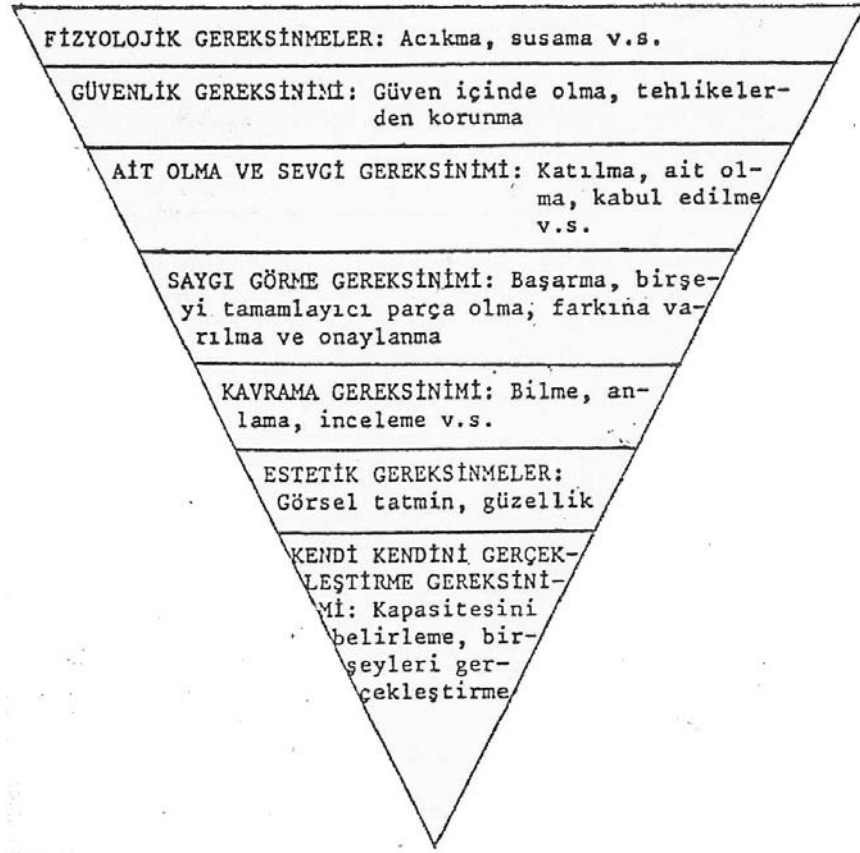 FİZYOLOJİK GEREKSİNMELER: Acıkma, susama v.s.
GÜVENLİK GEREKSİNİMİ: Güven içinde olma, tehlikeler-
den korunma
AİT OLMA VE SEVGİ GEREKSİNİMİ: Katılma, ait ol-
ma, kabul edilme
v.s.
SAYGI GÖRME GEREKSİNİMİ: Başarma, birşe-
yi tamamlayıcı parça olma, farkına va-
rılma ve onaylanma
KAVRAMA GEREKSİNİMİ: Bilme, an-
lama, inceleme v.s.
ESTETİK GEREKSİNMELER:
Görsel tatmin, güzellik
KENDİ KENDİNİ GERÇEK-
LEŞTİRME GEREKSİNİ-
Mİ: Kapasitesini
belirleme, bir-
şeyleri ger-
çekleştirme